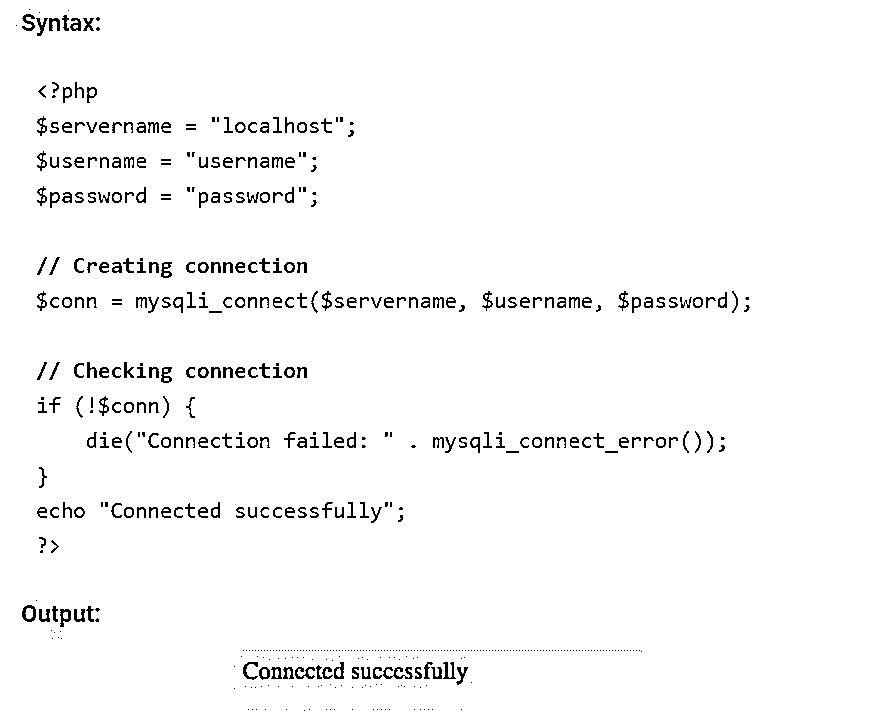 Syntax:
<?php
$servername = "localhost";
$username = "username";
$password = "password";
// Creating connection
$conn = mysqli_connect($servername, $username, $password);
// Checking connection
if (!$conn) {
die("Connection failed: " . mysqli_connect_error());
}
echo "Connected successfully";
?>
Output:
Connected successfully